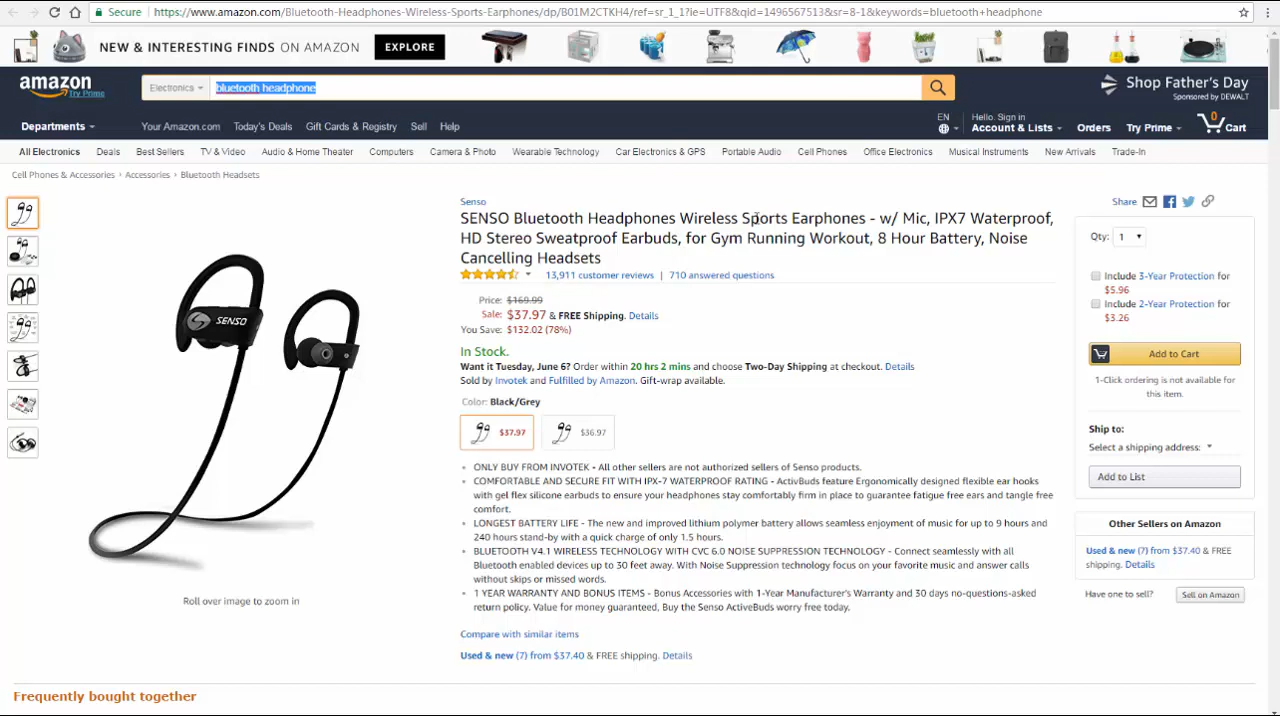 Secure https://www.amazon.com/Bluetooth-Headphones-Wireless-Sports-Earphones/dp/B01M2CTKH4/ref=sr_1_1?ie=UTF8&qid=1496567513&sr=8-1&keywords=bluetooth+headphone
NEW & INTERESTING FINDS ON AMAZON EXPLORE
amazon Try Prime
Electronics bluetooth headphone
Shop Father's Day
Sponsored by DEWALT
Departments Your Amazon.com Today's Deals Gift Cards & Registry Sell Help
EN Hello. Sign in Account & Lists Orders Try Prime 0 Cart
All Electronics Deals Best Sellers TV & Video Audio & Home Theater Computers Camera & Photo Wearable Technology Car Electronics & GPS Portable Audio Cell Phones Office Electronics Musical Instruments New Arrivals Trade-In
Cell Phones & Accessories › Accessories › Bluetooth Headsets
SENSO
Roll over image to zoom in
Senso
SENSO Bluetooth Headphones Wireless Sports Earphones - w/ Mic, IPX7 Waterproof,
HD Stereo Sweatproof Earbuds, for Gym Running Workout, 8 Hour Battery, Noise
Cancelling Headsets
13,911 customer reviews | 710 answered questions
Price: $169.99
Sale: $37.97 & FREE Shipping. Details
You Save: $132.02 (78%)
In Stock.
Want it Tuesday, June 6? Order within 20 hrs 2 mins and choose Two-Day Shipping at checkout. Details
Sold by Invotek and Fulfilled by Amazon. Gift-wrap available.
Color: Black/Grey
$37.97 $36.97
• ONLY BUY FROM INVOTEK - All other sellers are not authorized sellers of Senso products.
• COMFORTABLE AND SECURE FIT WITH IPX-7 WATERPROOF RATING - ActivBuds feature Ergonomically designed flexible ear hooks
with gel flex silicone earbuds to ensure your headphones stay comfortably firm in place to guarantee fatigue free ears and tangle free
comfort.
• LONGEST BATTERY LIFE - The new and improved lithium polymer battery allows seamless enjoyment of music for up to 9 hours and
240 hours stand-by with a quick charge of only 1.5 hours.
• BLUETOOTH V4.1 WIRELESS TECHNOLOGY WITH CVC 6.0 NOISE SUPPRESSION TECHNOLOGY - Connect seamlessly with all
Bluetooth enabled devices up to 30 feet away. With Noise Suppression technology focus on your favorite music and answer calls
without skips or missed words.
• 1 YEAR WARRANTY AND BONUS ITEMS - Bonus Accessories with 1-Year Manufacturer's Warranty and 30 days no-questions-asked
return policy. Value for money guaranteed, Buy the Senso ActiveBuds worry free today.
Compare with similar items
Used & new (7) from $37.40 & FREE shipping. Details
Share
Qty: 1
Include 3-Year Protection for
$5.96
Include 2-Year Protection for
$3.26
Add to Cart
1-Click ordering is not available for
this item.
Ship to:
Select a shipping address:
Add to List
Other Sellers on Amazon
Used & new (7) from $37.40 & FREE
shipping. Details
Have one to sell? Sell on Amazon
Frequently bought together